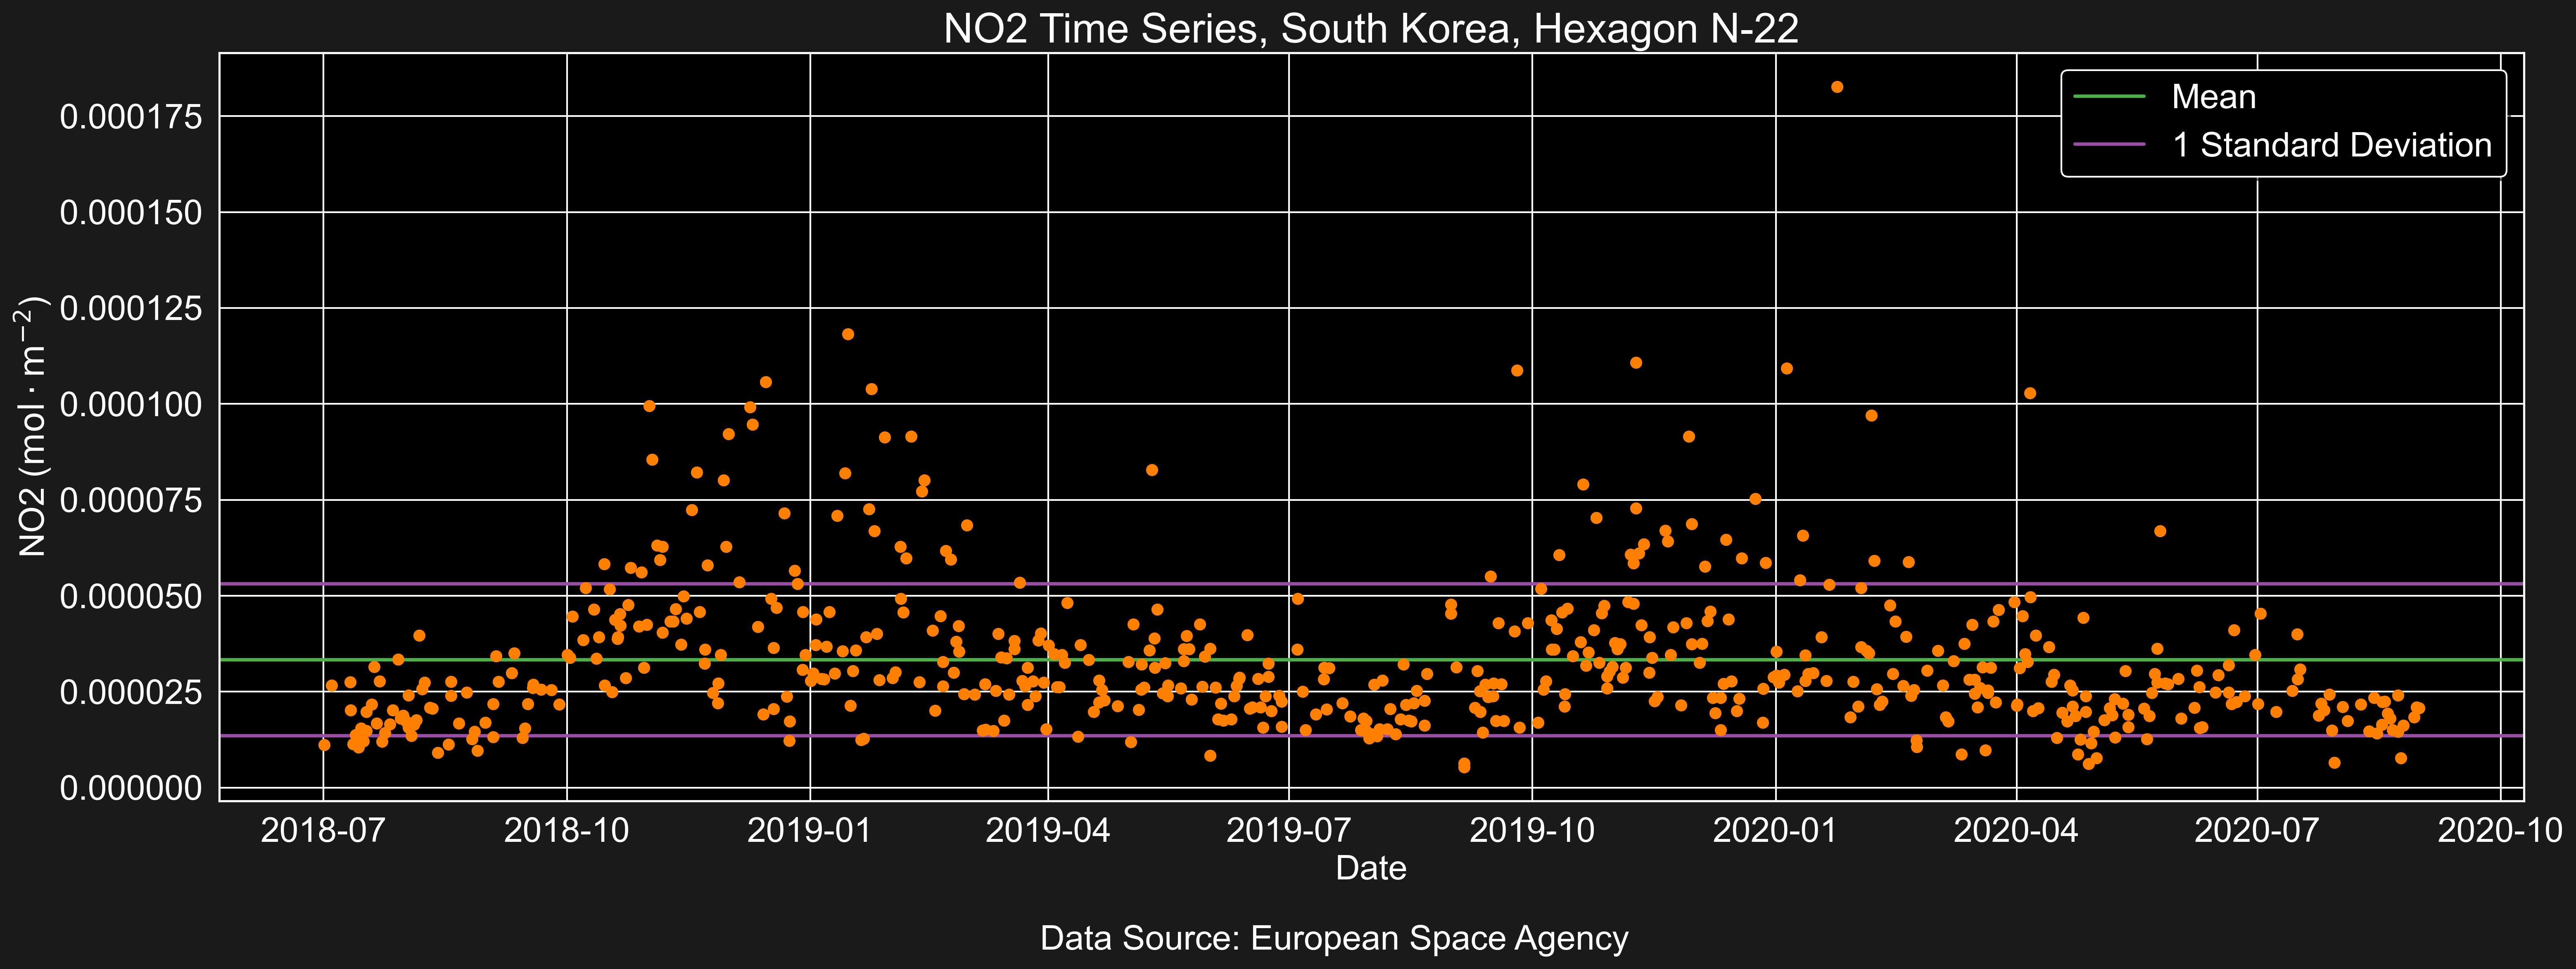 NO2 Time Series, South Korea, Hexagon N-22
Mean
1 Standard Deviation
NO2 (mol · m⁻²)
0.000175
0.000150
0.000125
0.000100
0.000075
0.000050
0.000025
0.000000
2018-07 2018-10 2019-01 2019-04 2019-07 2019-10 2020-01 2020-04 2020-07 2020-10
Date
Data Source: European Space Agency